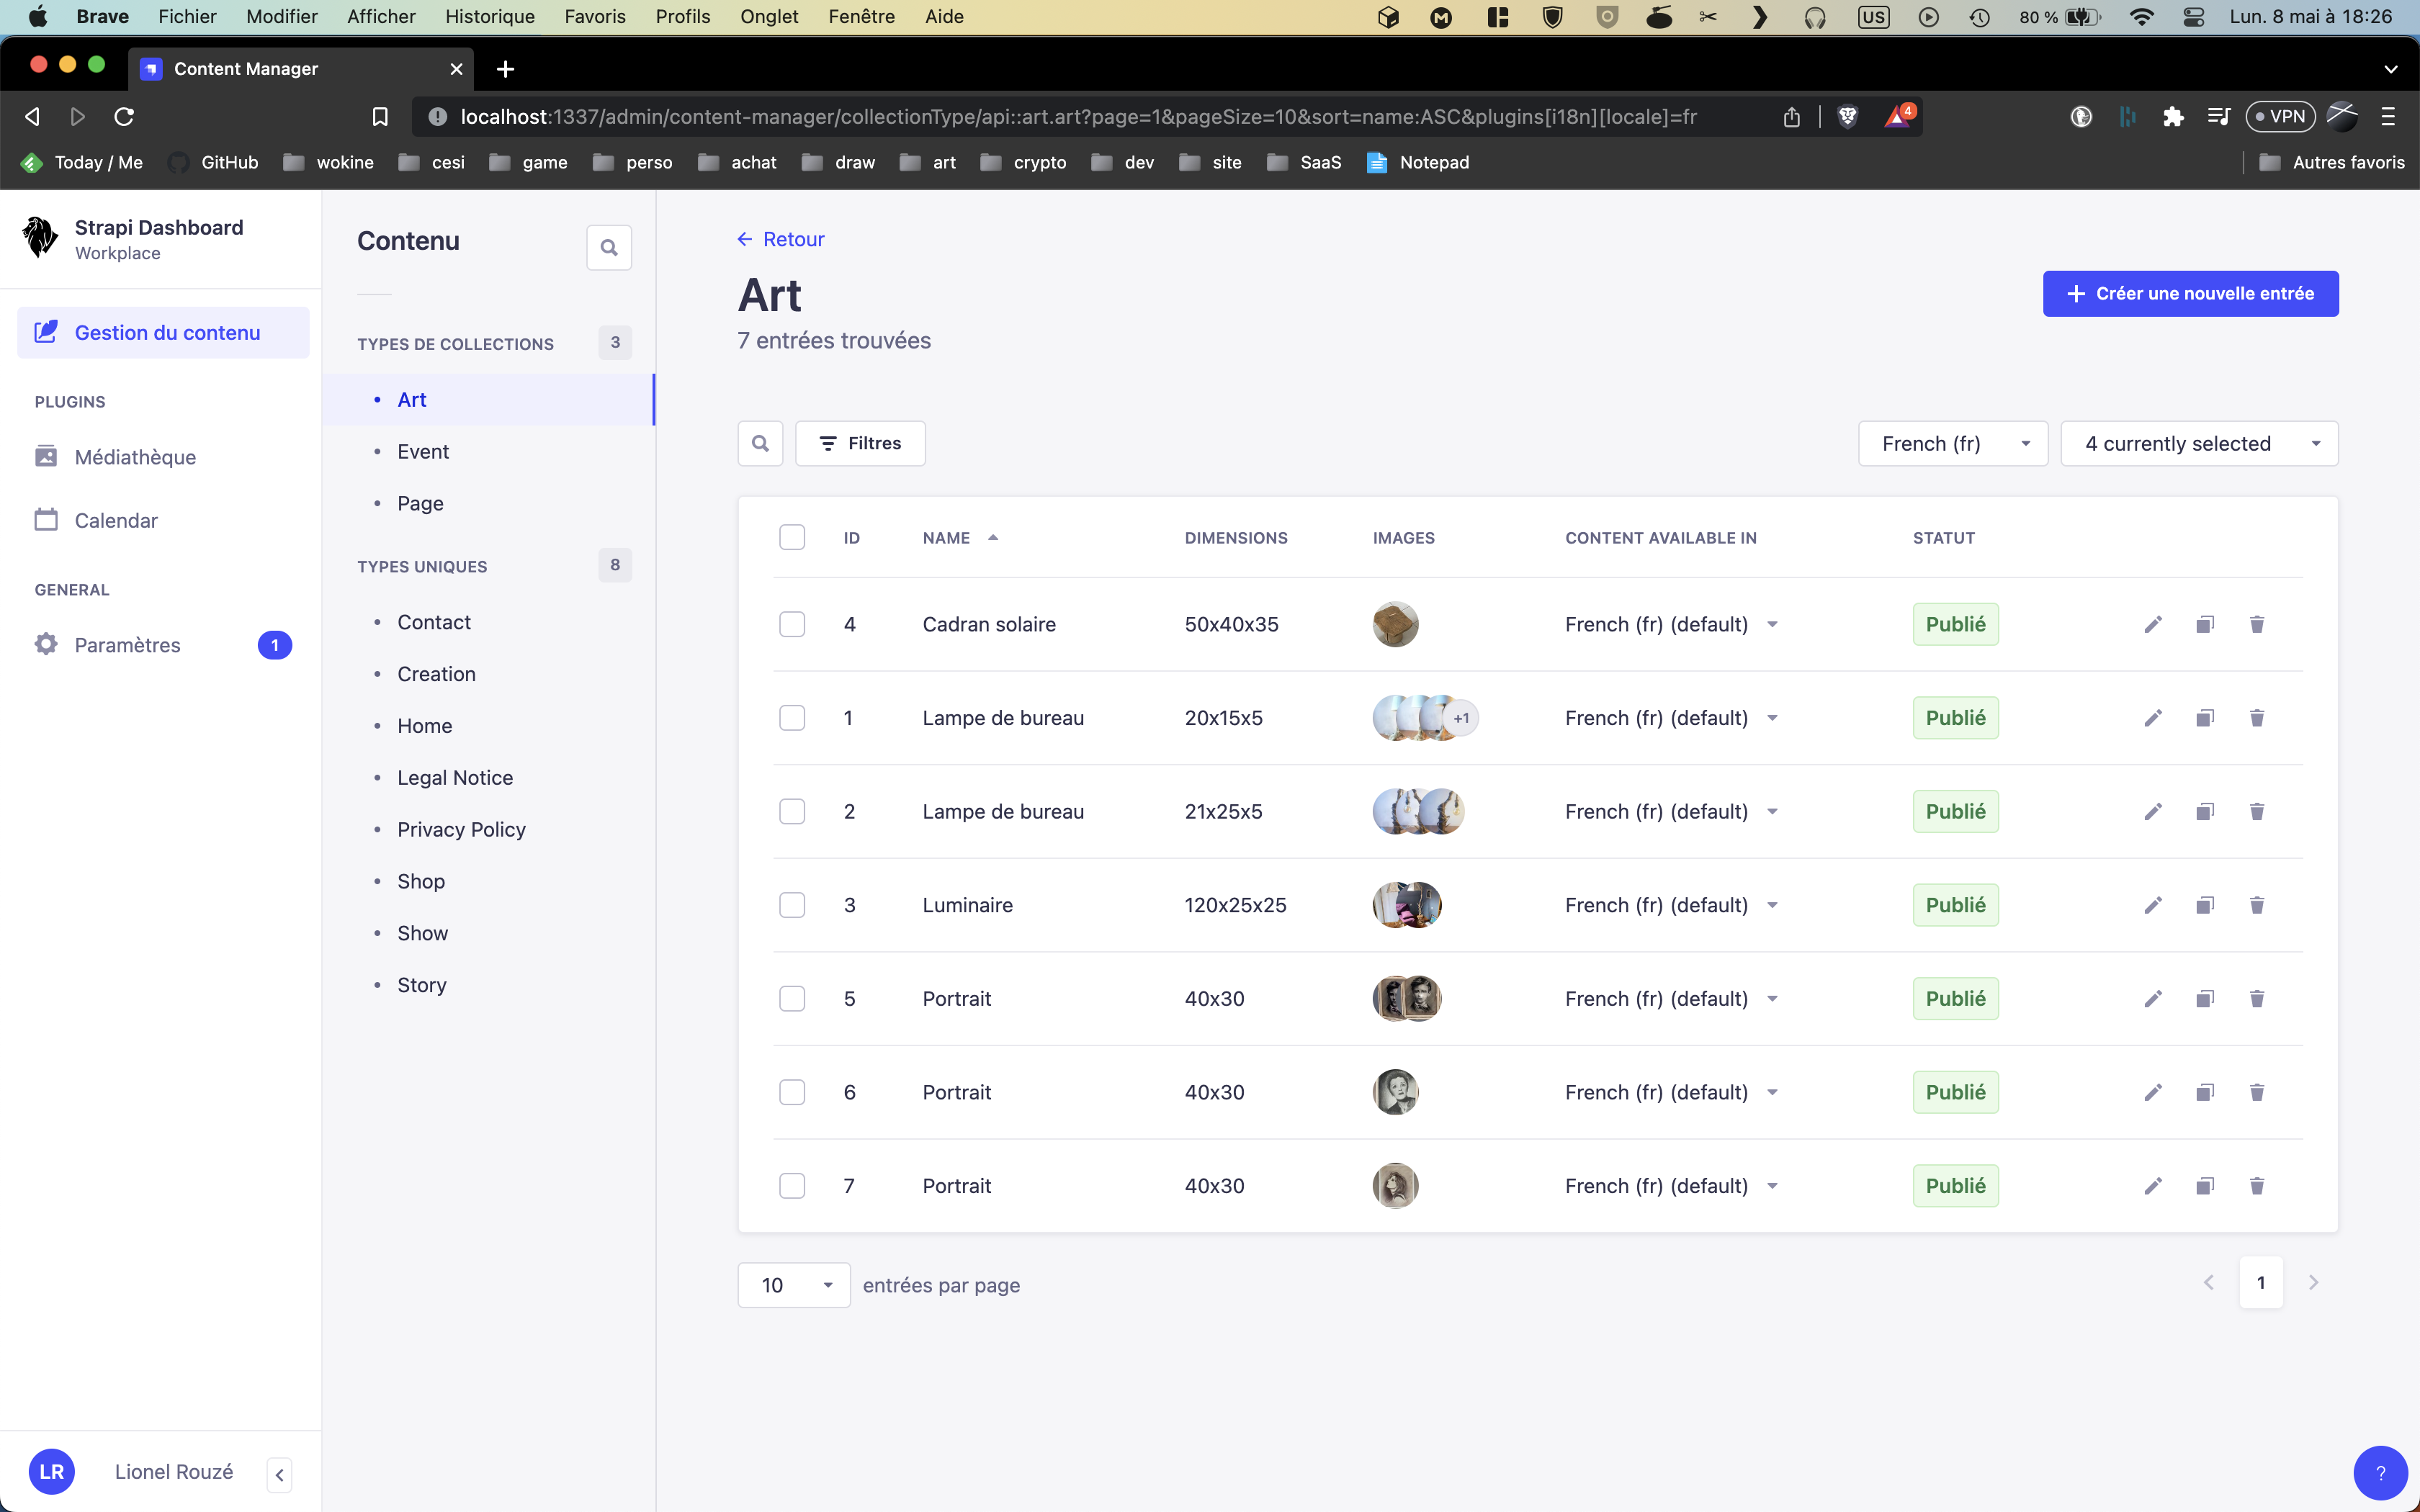 Brave Fichier Modifier Afficher Historique Favoris Profils Onglet Fenêtre Aide US 80 % Lun. 8 mai à 18:26
Content Manager
localhost:1337/admin/content-manager/collectionType/api::art.art?page=1&pageSize=10&sort=name:ASC&plugins[i18n][locale]=fr 4 VPN
Today / Me GitHub wokine cesi game perso achat draw art crypto dev site SaaS Notepad Autres favoris
Strapi Dashboard
Workplace
Gestion du contenu
PLUGINS
Médiathèque
Calendar
GENERAL
Paramètres 1
LR Lionel Rouzé
Contenu
TYPES DE COLLECTIONS 3
Art
Event
Page
TYPES UNIQUES 8
Contact
Creation
Home
Legal Notice
Privacy Policy
Shop
Show
Story
Retour
Art
7 entrées trouvées
Créer une nouvelle entrée
Filtres French (fr) 4 currently selected
ID NAME DIMENSIONS IMAGES CONTENT AVAILABLE IN STATUT
4 Cadran solaire 50x40x35 French (fr) (default) Publié
1 Lampe de bureau 20x15x5 +1 French (fr) (default) Publié
2 Lampe de bureau 21x25x5 French (fr) (default) Publié
3 Luminaire 120x25x25 French (fr) (default) Publié
5 Portrait 40x30 French (fr) (default) Publié
6 Portrait 40x30 French (fr) (default) Publié
7 Portrait 40x30 French (fr) (default) Publié
10 entrées par page 1
?